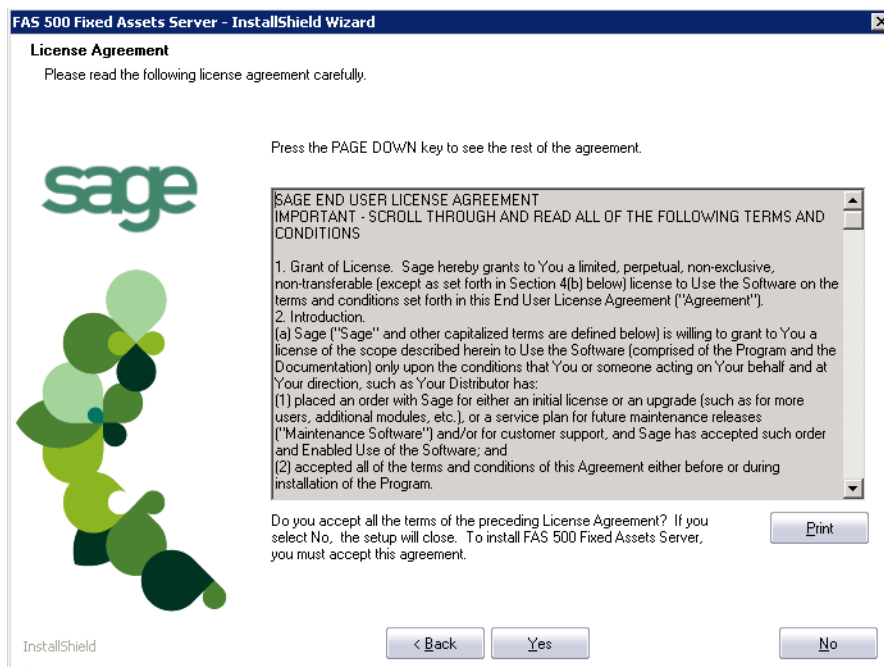 FAS 500 Fixed Assets Server - InstallShield Wizard
License Agreement
Please read the following license agreement carefully.
Press the PAGE DOWN key to see the rest of the agreement.
sage
SAGE END USER LICENSE AGREEMENT
IMPORTANT - SCROLL THROUGH AND READ ALL OF THE FOLLOWING TERMS AND
CONDITIONS
1. Grant of License.  Sage hereby grants to You a limited, perpetual, non-exclusive,
non-transferable (except as set forth in Section 4(b) below) license to Use the Software on the
terms and conditions set forth in this End User License Agreement ("Agreement").
2. Introduction.
(a) Sage ("Sage" and other capitalized terms are defined below) is willing to grant to You a
license of the scope described herein to Use the Software (comprised of the Program and the
Documentation) only upon the conditions that You or someone acting on Your behalf and at
Your direction, such as Your Distributor has:
(1) placed an order with Sage for either an initial license or an upgrade (such as for more
users, additional modules, etc.), or a service plan for future maintenance releases
("Maintenance Software") and/or for customer support, and Sage has accepted such order
and Enabled Use of the Software; and
(2) accepted all of the terms and conditions of this Agreement either before or during
installation of the Program.
Do you accept all the terms of the preceding License Agreement?  If you
select No,  the setup will close.  To install FAS 500 Fixed Assets Server,
you must accept this agreement.
Print
InstallShield
< Back
Yes
No